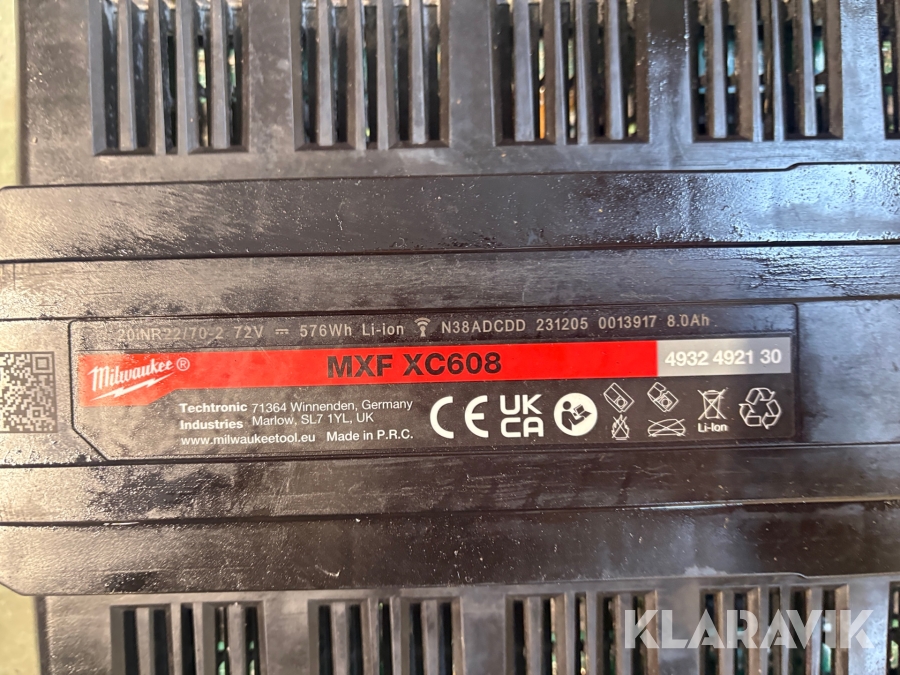 20INR22/70-2 72V 576Wh Li-ion N38ADCDD 231205 0013917 8.0Ah
Milwaukee® MXF XC608 4932 4921 30
Techtronic 71364 Winnenden, Germany
Industries Marlow, SL7 1YL, UK
www.milwaukeetool.eu Made in P.R.C.
CE UK CA
Li-Ion
KLARAVIK